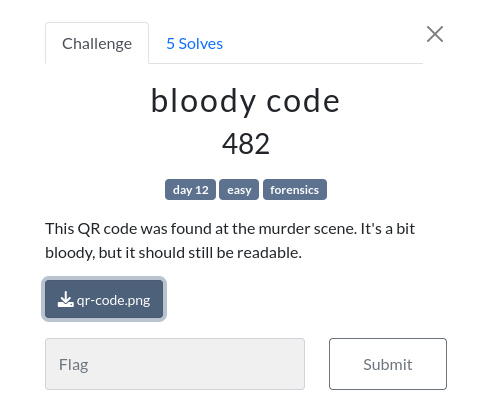 Challenge
5 Solves
bloody code
482
day 12
easy
forensics
This QR code was found at the murder scene. It's a bit
bloody, but it should still be readable.
qr-code.png
Flag
Submit